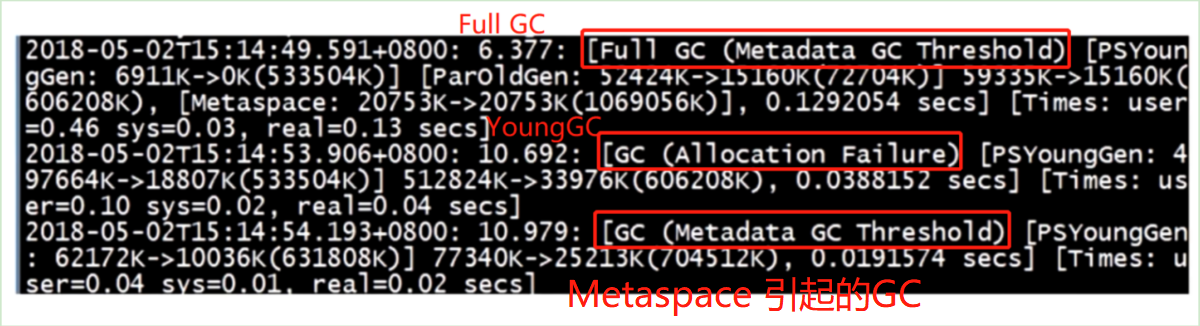 Full GC
2018-05-02T15:14:49.591+0800: 6.377: [Full GC (Metadata GC Threshold) [PSYou
ngGen: 6911K->0K(533504K)] [ParOldGen: 52424K->15160K(72704K)] 59335K->15160K(
606208K), [Metaspace: 20753K->20753K(1069056K)], 0.1292054 secs] [Times: user
=0.46 sys=0.03, real=0.13 secs]
YoungGC
2018-05-02T15:14:53.906+0800: 10.692: [GC (Allocation Failure) [PSYoungGen: 4
97664K->18807K(533504K)] 512824K->33976K(606208K), 0.0388152 secs] [Times: us
er=0.10 sys=0.02, real=0.04 secs]
2018-05-02T15:14:54.193+0800: 10.979: [GC (Metadata GC Threshold) [PSYoungGen
: 62172K->10036K(631808K)] 77340K->25213K(704512K), 0.0191574 secs] [Times: u
ser=0.04 sys=0.01, real=0.02 secs]
Metaspace 引起的GC